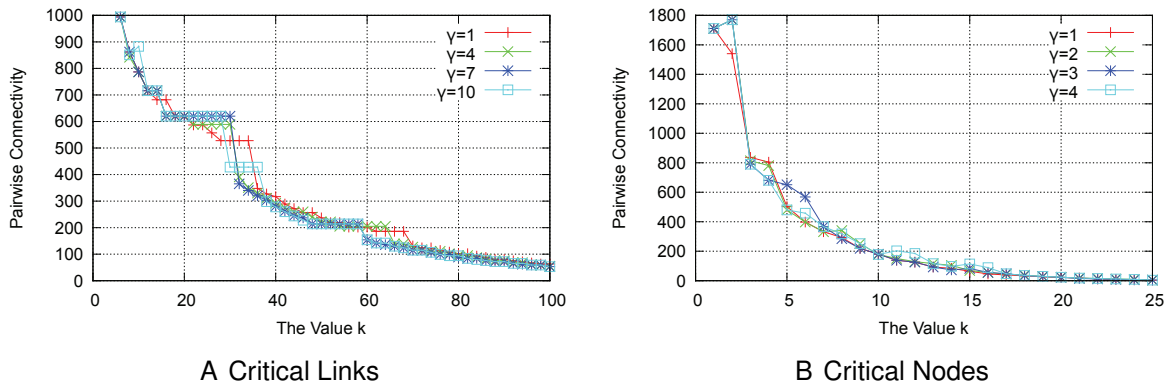 1000
900
800
700
600
500
400
300
200
100
0
Pairwise Connectivity
γ=1
γ=4
γ=7
γ=10
0 20 40 60 80 100
The Value k
A Critical Links
1800
1600
1400
1200
1000
800
600
400
200
0
Pairwise Connectivity
γ=1
γ=2
γ=3
γ=4
0 5 10 15 20 25
The Value k
B Critical Nodes